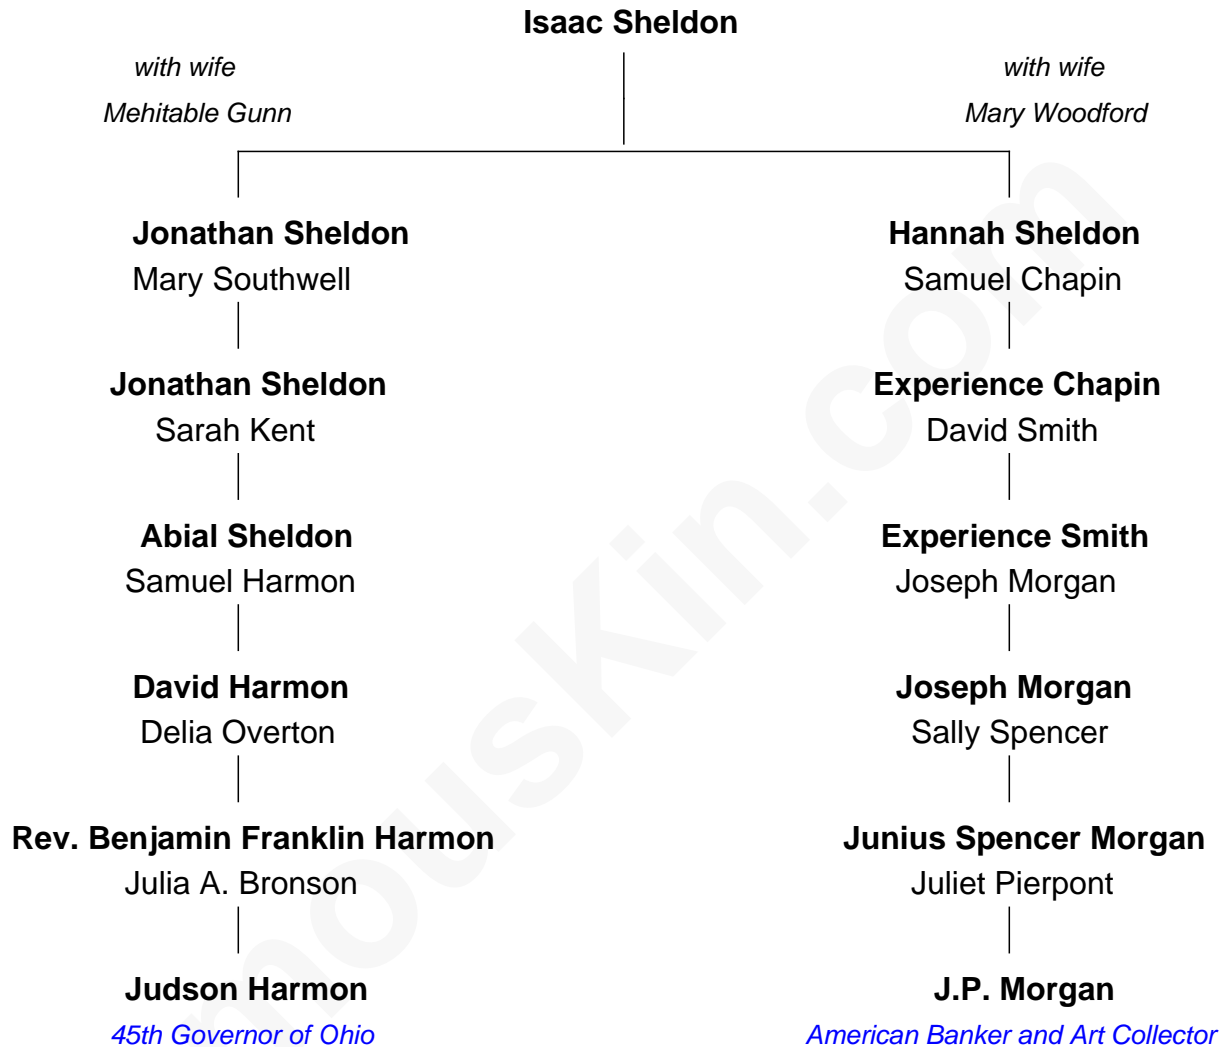 Isaac Sheldon
with wife
Mehitable Gunn
with wife
Mary Woodford
Jonathan Sheldon
Mary Southwell
Hannah Sheldon
Samuel Chapin
Jonathan Sheldon
Sarah Kent
Experience Chapin
David Smith
Abial Sheldon
Samuel Harmon
Experience Smith
Joseph Morgan
David Harmon
Delia Overton
Joseph Morgan
Sally Spencer
Rev. Benjamin Franklin Harmon
Julia A. Bronson
Junius Spencer Morgan
Juliet Pierpont
Judson Harmon
45th Governor of Ohio
J.P. Morgan
American Banker and Art Collector
mousKin.com